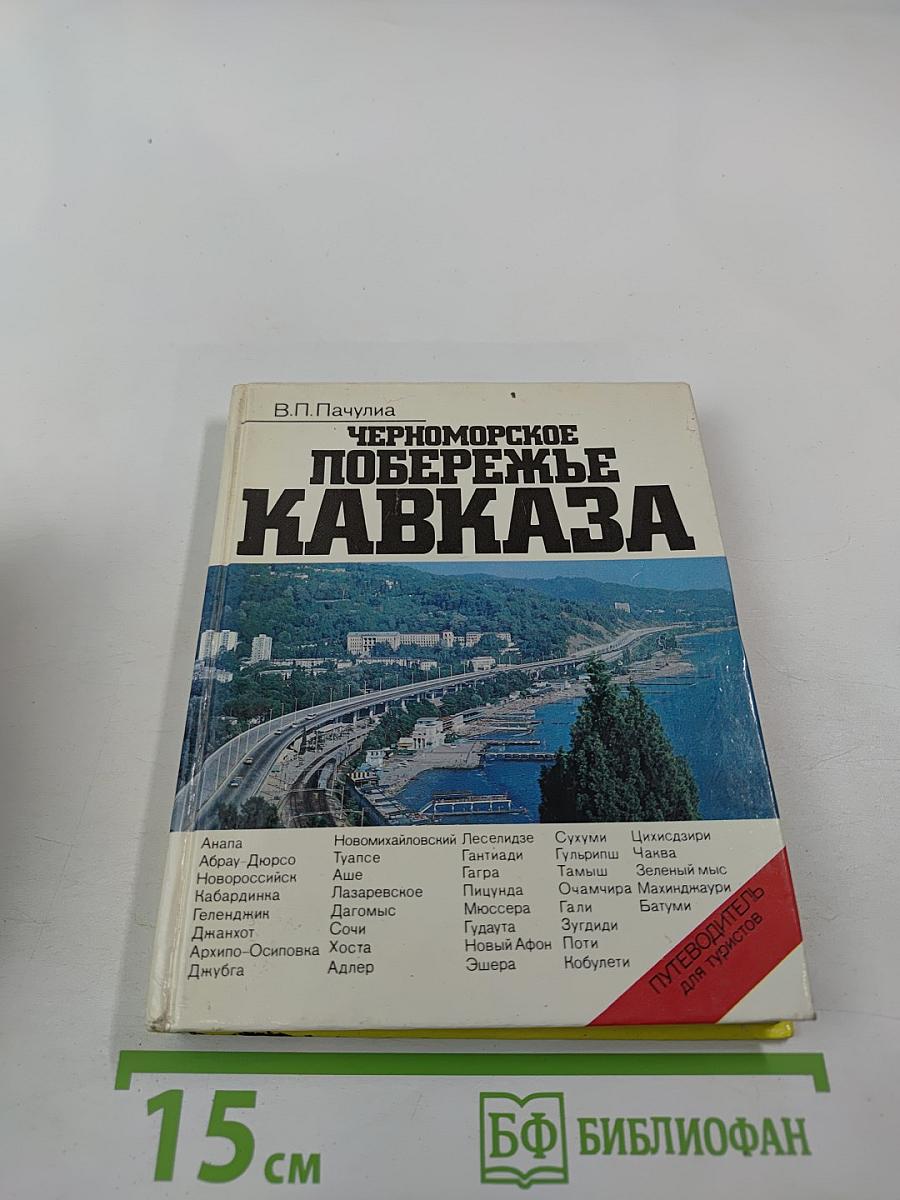 В.П.Пачулиа
ЧЕРНОМОРСКОЕ
ПОБЕРЕЖЬЕ
КАВКАЗА
Анапа
Абрау-Дюрсо
Новороссийск
Кабардинка
Геленджик
Джанхот
Архипо-Осиповка
Джубга
Новомихайловский
Туапсе
Аше
Лазаревское
Дагомыс
Сочи
Хоста
Адлер
Леселидзе
Гантиади
Гагра
Пицунда
Мюссера
Гудаута
Новый Афон
Эшера
Сухуми
Гульрипш
Тамыш
Очамчира
Гали
Зугдиди
Поти
Кобулети
Цихисдзири
Чаква
Зеленый мыс
Махинджаури
Батуми
ПУТЕВОДИТЕЛЬ
для туристов
15 см
БФ БИБЛИОФАН